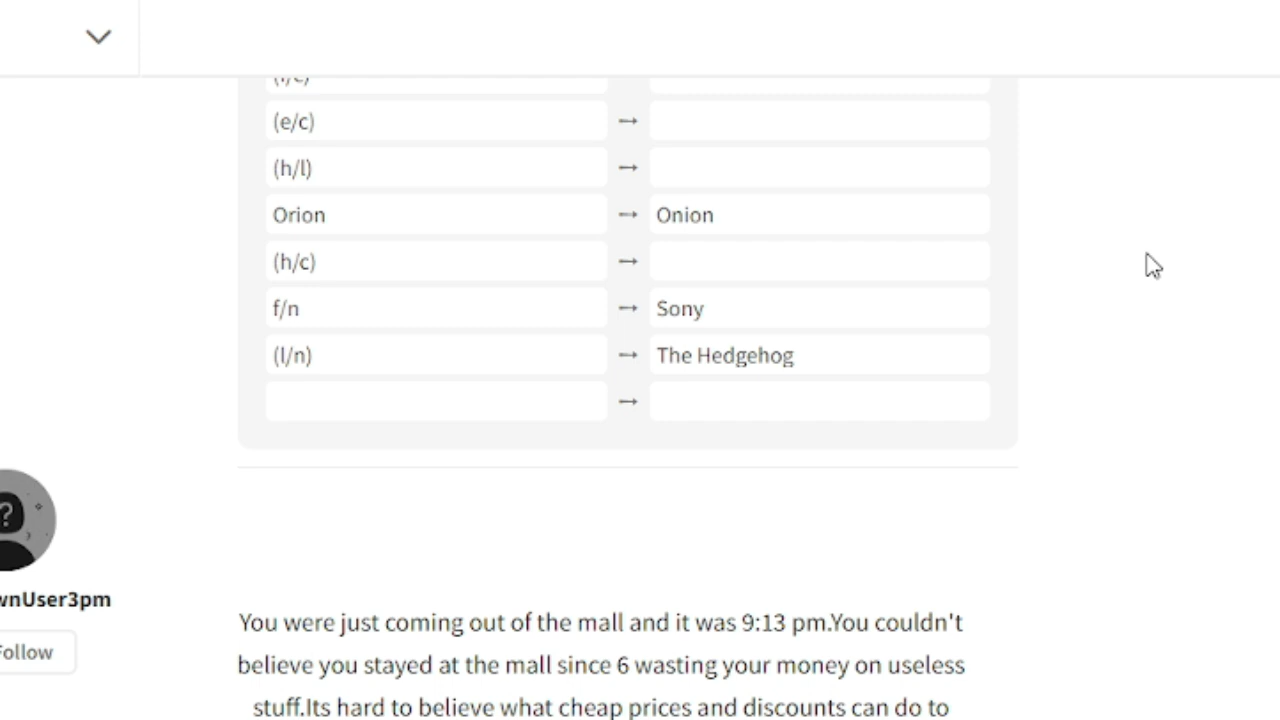 (e/c) →
(h/l) →
Orion → Onion
(h/c) →
f/n → Sony
(l/n) → The Hedgehog
→
wnUser3pm
Follow
You were just coming out of the mall and it was 9:13 pm.You couldn't
believe you stayed at the mall since 6 wasting your money on useless
stuff.Its hard to believe what cheap prices and discounts can do to